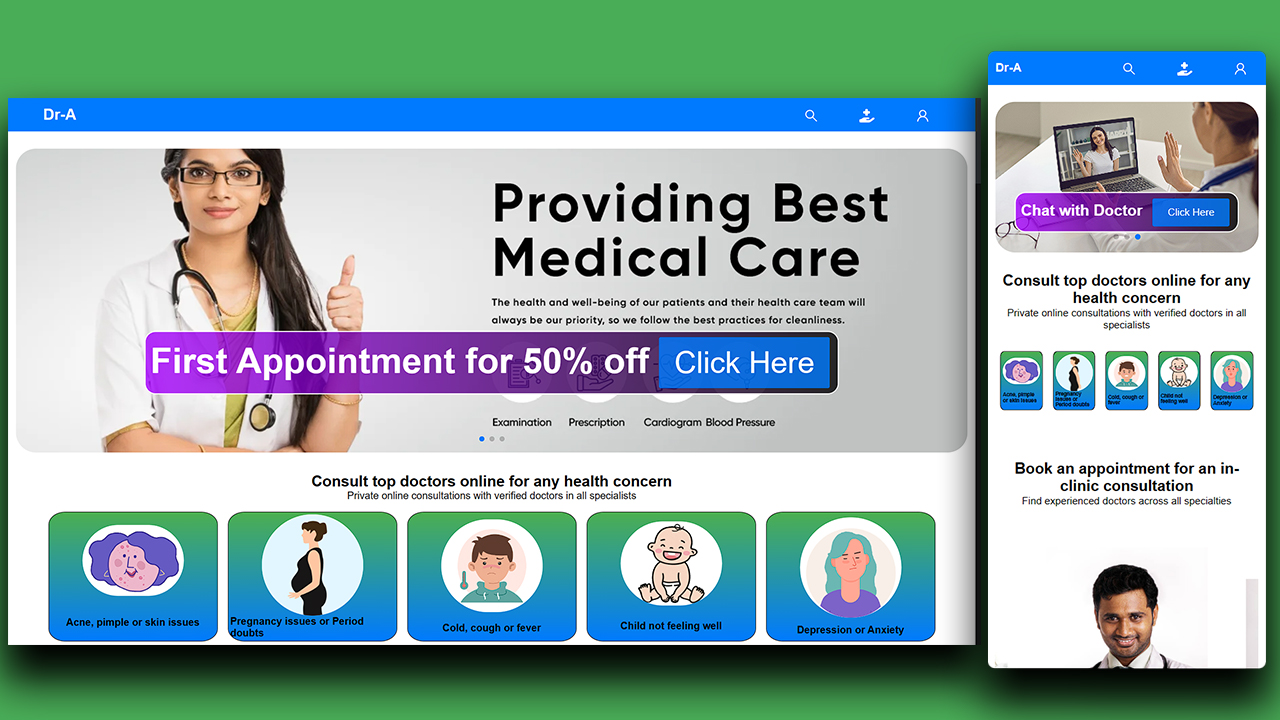 Dr-A
Providing Best
Medical Care
The health and well-being of our patients and their health care team will
always be our priority, so we follow the best practices for cleanliness.
First Appointment for 50% off
Click Here
Examination
Prescription
Cardiogram
Blood Pressure
Consult top doctors online for any health concern
Private online consultations with verified doctors in all specialists
Acne, pimple or skin issues
Pregnancy issues or Period
doubts
Cold, cough or fever
Child not feeling well
Depression or Anxiety
Dr-A
Chat with Doctor
Click Here
Consult top doctors online for any
health concern
Private online consultations with verified doctors in all
specialists
Acne, pimple
or skin issues
Pregnancy
issues or
Period doubts
Cold, cough or
fever
Child not
feeling well
Depression or
Anxiety
Book an appointment for an in-
clinic consultation
Find experienced doctors across all specialties